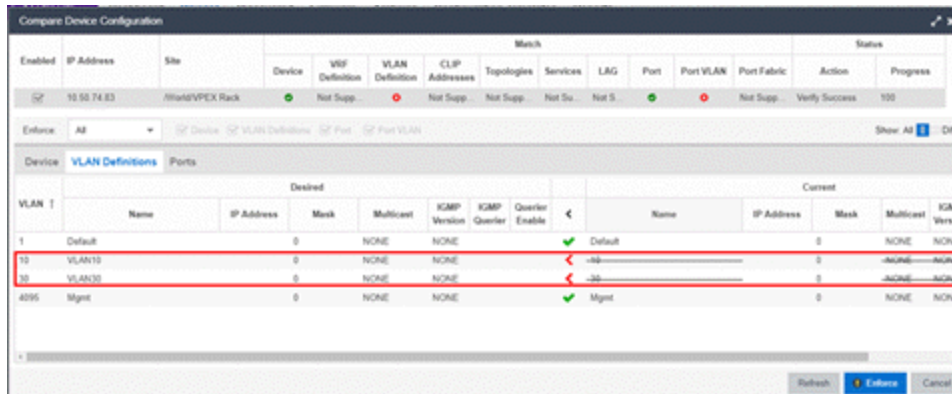 Compare Device Configuration
Match Status
Enabled IP Address Site Device VRF Definition VLAN Definition CLIP Addresses Topologies Services LAG Port Port VLAN Port Fabric Action Progress
10.50.74.83 /World/VPEX Rack Not Supp... Not Supp... Not Supp... Not Su... Not S... Not Supp... Verify Success 100
Enforce: All Device VLAN Definitions Port Port VLAN Show: All
Device VLAN Definitions Ports
Desired Current
VLAN Name IP Address Mask Multicast IGMP Version IGMP Querier Querier Enable < Name IP Address Mask Multicast
1 Default 0 NONE NONE Default 0 NONE NON
10 VLAN10 0 NONE NONE 10 0 NONE NON
30 VLAN30 0 NONE NONE 30 0 NONE NON
4095 Mgmt 0 NONE NONE Mgmt 0 NONE NON
Refresh Enforce Cancel